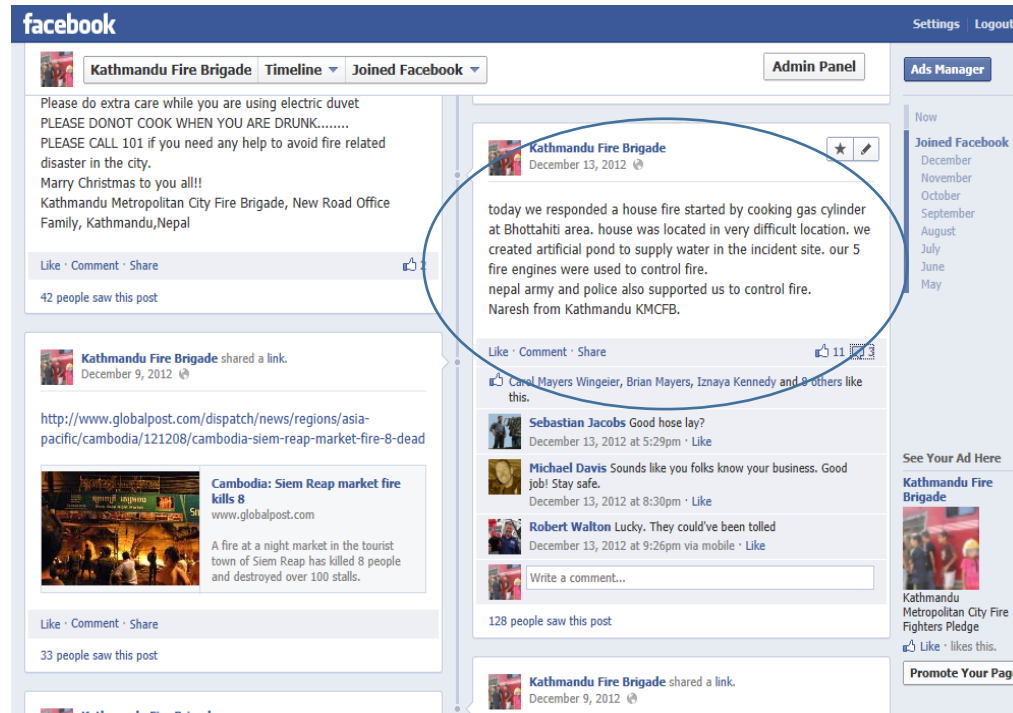 facebook
Settings Logout
Kathmandu Fire Brigade Timeline Joined Facebook
Admin Panel
Ads Manager
Please do extra care while you are using electric duvet
PLEASE DONOT COOK WHEN YOU ARE DRUNK........
PLEASE CALL 101 if you need any help to avoid fire related
disaster in the city.
Marry Christmas to you all!!
Kathmandu Metropolitan City Fire Brigade, New Road Office
Family, Kathmandu,Nepal
Like · Comment · Share 2
42 people saw this post
Kathmandu Fire Brigade shared a link.
December 9, 2012
http://www.globalpost.com/dispatch/news/regions/asia-
pacific/cambodia/121208/cambodia-siem-reap-market-fire-8-dead
Cambodia: Siem Reap market fire
kills 8
www.globalpost.com
A fire at a night market in the tourist
town of Siem Reap has killed 8 people
and destroyed over 100 stalls.
Like · Comment · Share
33 people saw this post
Kathmandu Fire Brigade
December 13, 2012
today we responded a house fire started by cooking gas cylinder
at Bhottahiti area. house was located in very difficult location. we
created artificial pond to supply water in the incident site. our 5
fire engines were used to control fire.
nepal army and police also supported us to control fire.
Naresh from Kathmandu KMCFB.
Like · Comment · Share 11 3
Carol Mayers Wingeier, Brian Mayers, Iznaya Kennedy and 8 others like
this.
Sebastian Jacobs Good hose lay?
December 13, 2012 at 5:29pm · Like
Michael Davis Sounds like you folks know your business. Good
job! Stay safe.
December 13, 2012 at 8:30pm · Like
Robert Walton Lucky. They could've been tolled
December 13, 2012 at 9:26pm via mobile · Like
Write a comment...
128 people saw this post
Kathmandu Fire Brigade shared a link.
December 9, 2012
Now
Joined Facebook
December
November
October
September
August
July
June
May
See Your Ad Here
Kathmandu Fire
Brigade
Kathmandu
Metropolitan City Fire
Fighters Pledge
Like · likes this.
Promote Your Pag